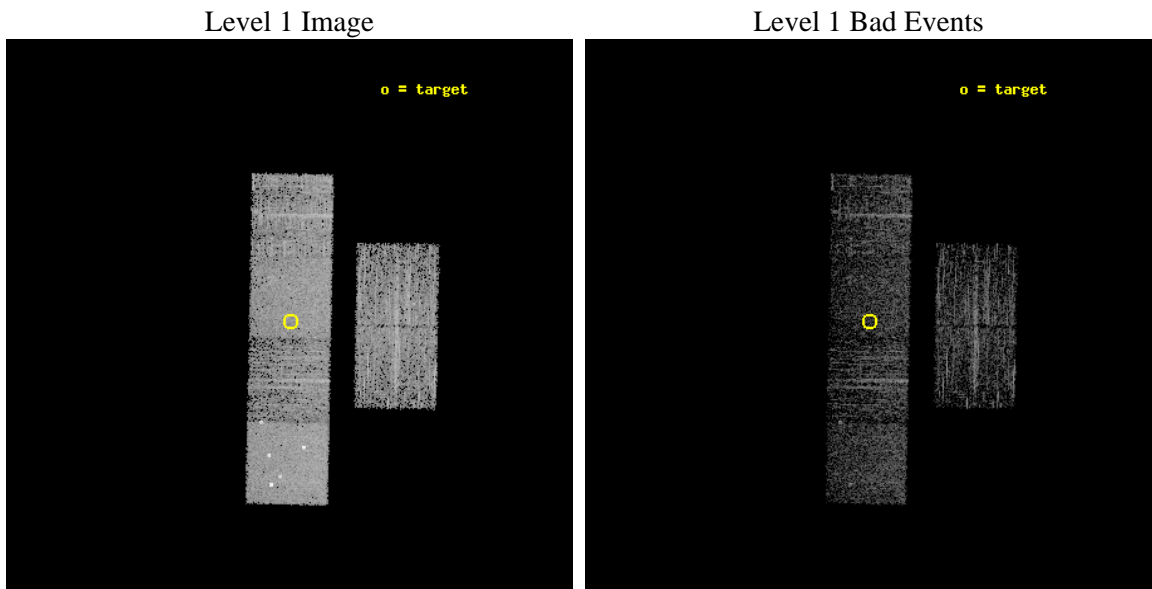 Level 1 Image
Level 1 Bad Events
o = target
o = target